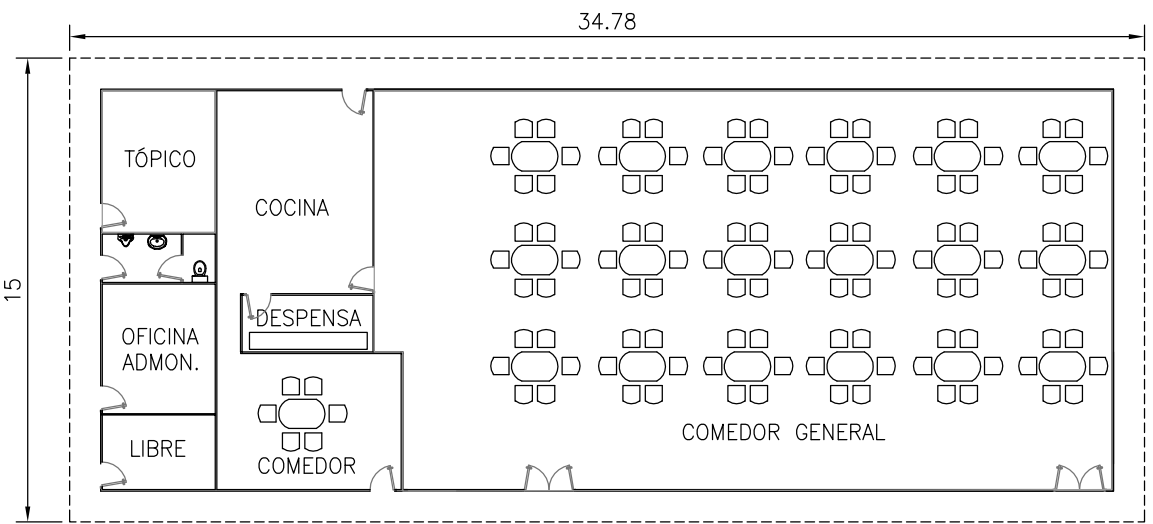 34.78
15
TÓPICO
COCINA
DESPENSA
OFICINA
ADMON.
LIBRE
COMEDOR
COMEDOR GENERAL